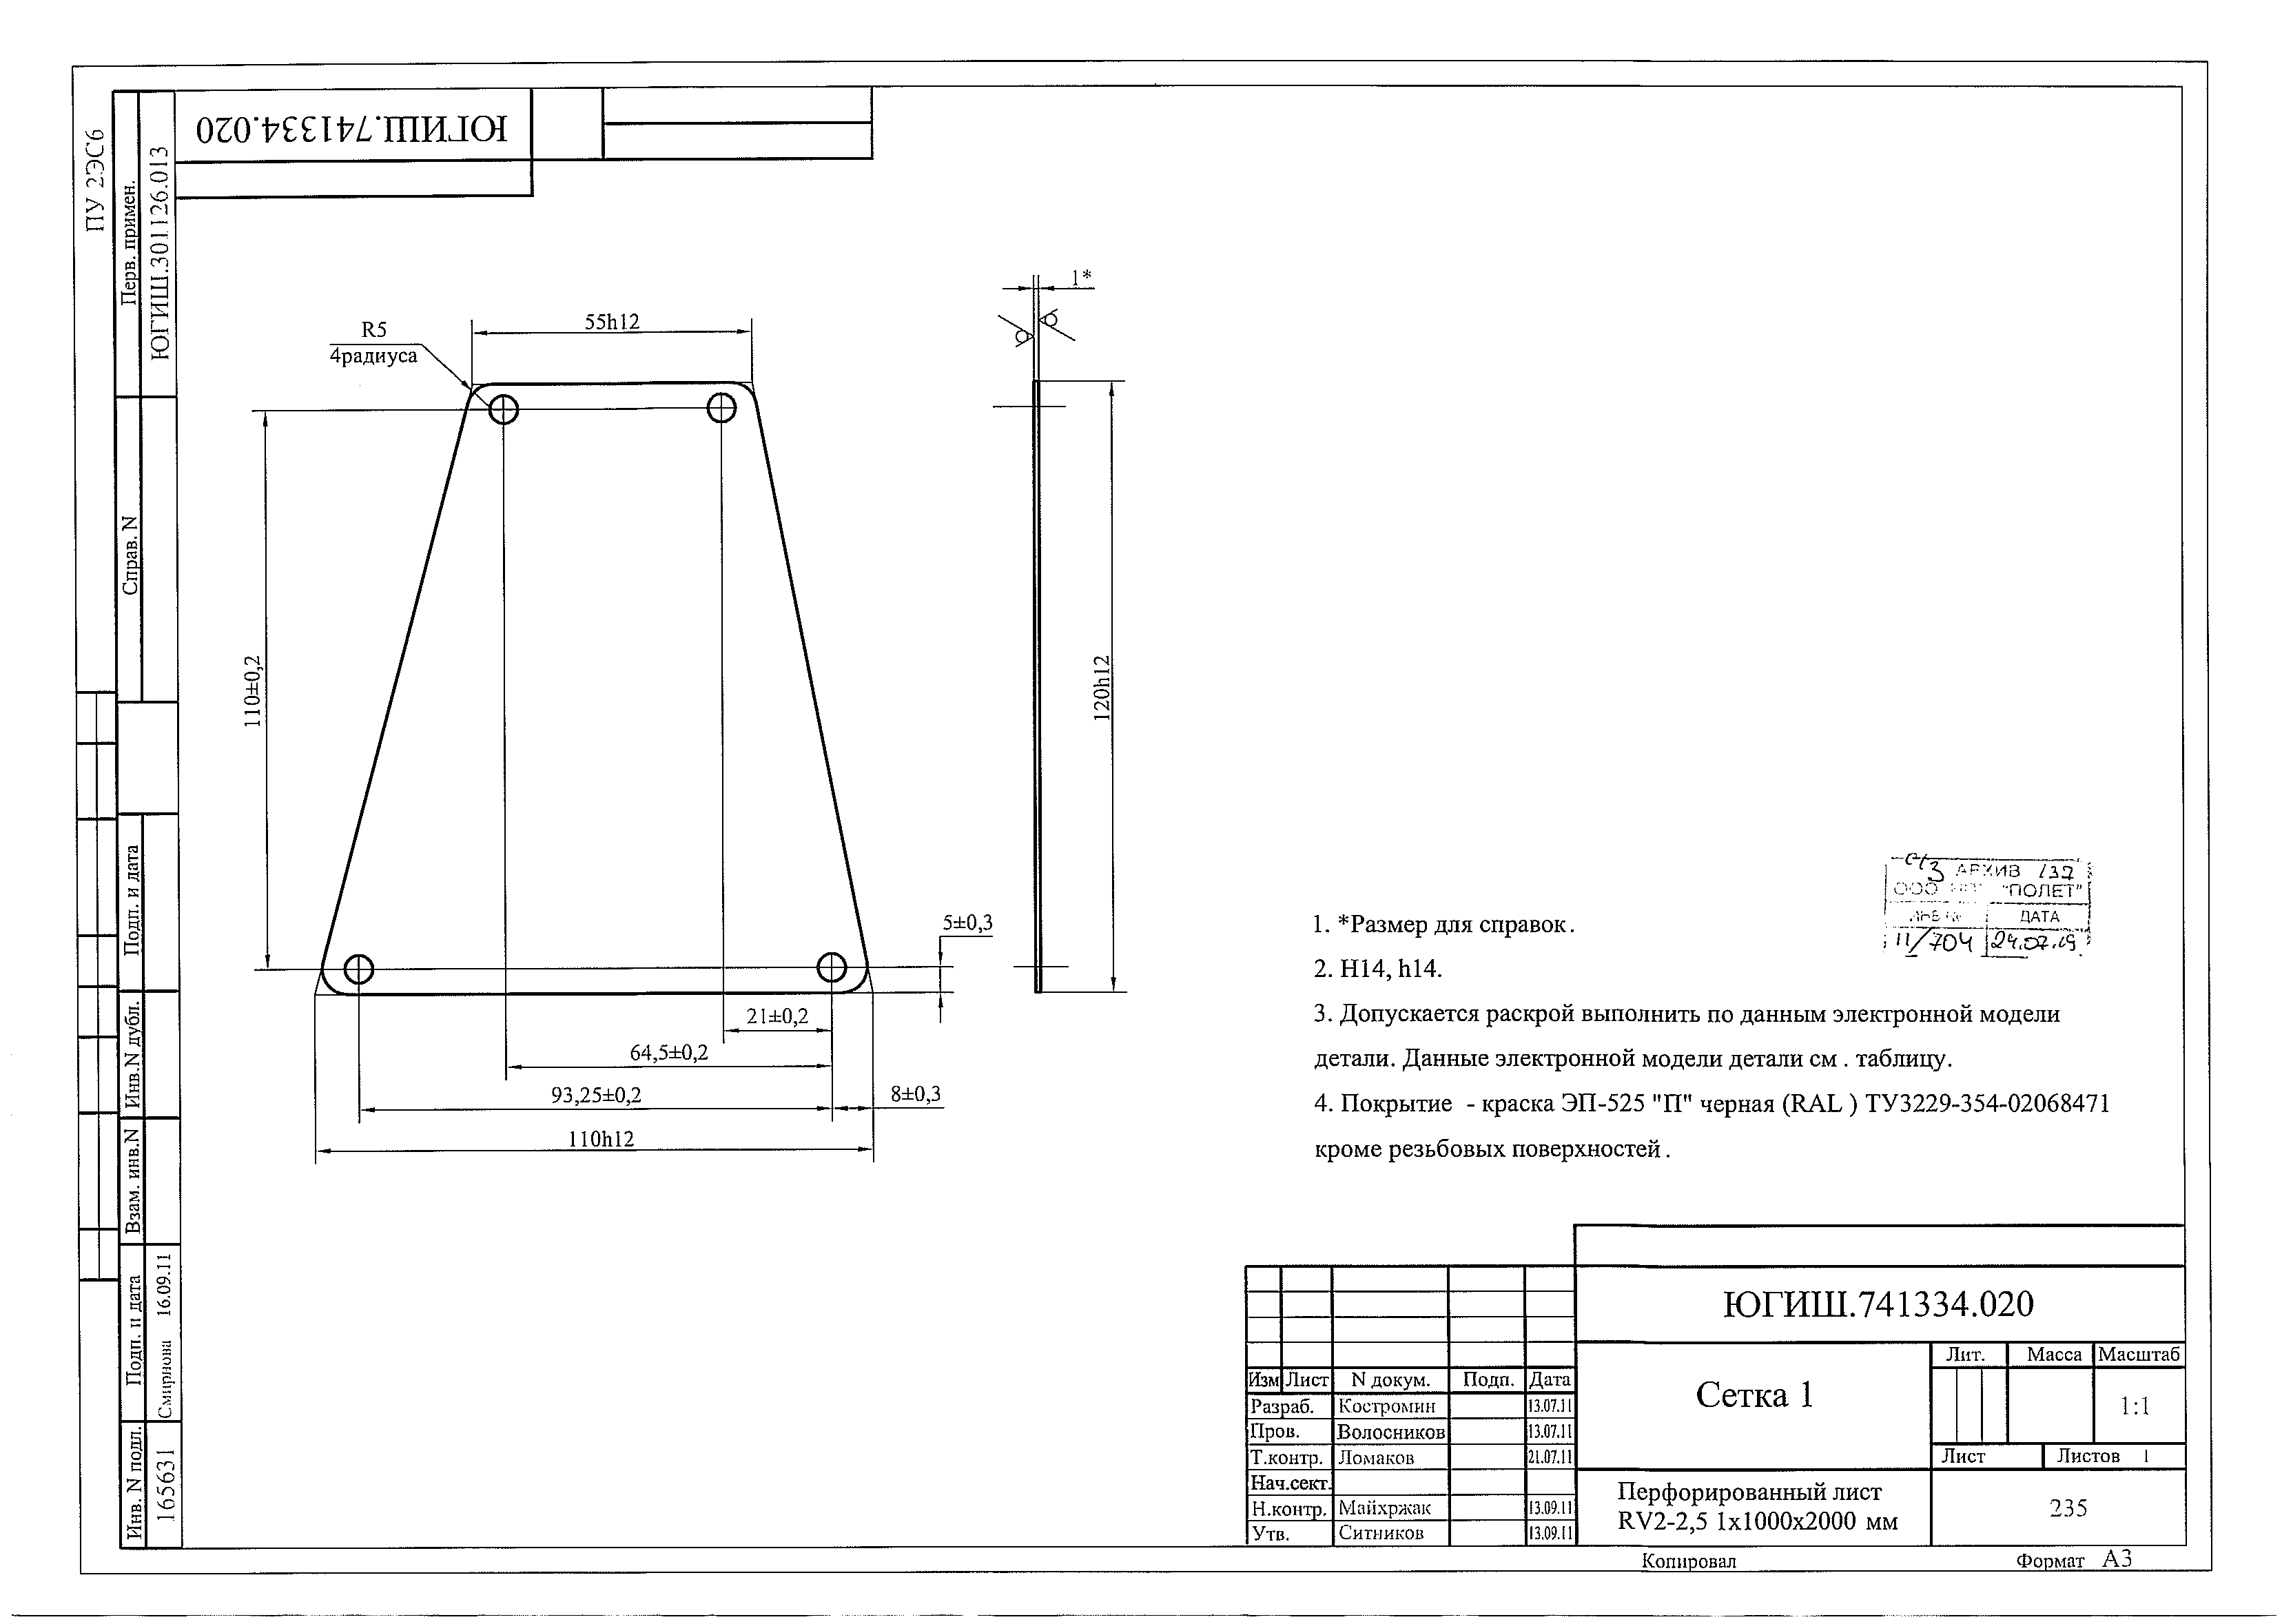 ЮГИШ.741334.020
ПУ 2ЭС6
Перв. примен.
ЮГИШ.301126.013
Справ. N
Подп. и дата
Инв.N дубл.
Взам. инв.N
Подп. и дата
Смирнова 16.09.11
Инв. N подл.
165631
R5
4радиуса
55h12
1*
110±0,2
120h12
5±0,3
21±0,2
64,5±0,2
93,25±0,2
8±0,3
110h12
АРХИВ 132
ООО "ПОЛЕТ"
ДАТА
11/704 24.07.19
1. *Размер для справок.
2. H14, h14.
3. Допускается раскрой выполнить по данным электронной модели
детали. Данные электронной модели детали см . таблицу.
4. Покрытие - краска ЭП-525 "П" черная (RAL ) ТУ3229-354-02068471
кроме резьбовых поверхностей .
ЮГИШ.741334.020
Изм Лист N докум. Подп. Дата
Разраб. Костромин 13.07.11
Пров. Волосников 13.07.11
Т.контр. Ломаков 21.07.11
Нач.сект.
Н.контр. Майхржак 13.09.11
Утв. Ситников 13.09.11
Сетка 1
Лит. Масса Масштаб
1:1
Лист Листов 1
Перфорированный лист
RV2-2,5 1x1000x2000 мм
235
Копировал Формат А3